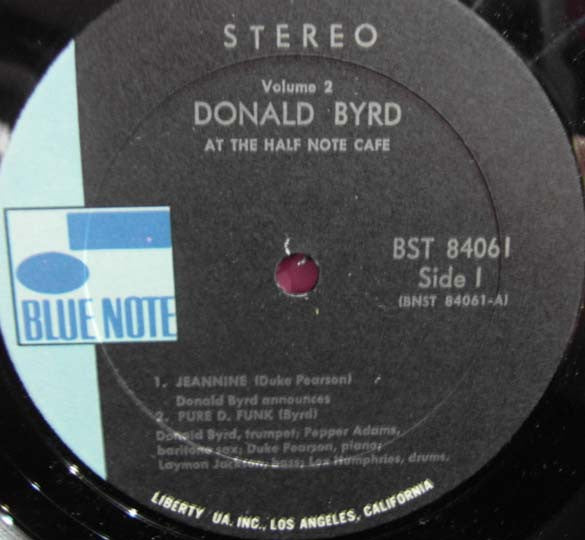 STEREO
Volume 2
DONALD BYRD
AT THE HALF NOTE CAFE
BST 84061
Side 1
(BNST 84061-A)
BLUE NOTE
1. JEANNINE (Duke Pearson)
Donald Byrd announces
2. PURE D. FUNK (Byrd)
Donald Byrd, trumpet; Pepper Adams,
baritone sax; Duke Pearson, piano;
Laymon Jackson, bass; Lex Humphries, drums.
LIBERTY UA, INC., LOS ANGELES, CALIFORNIA